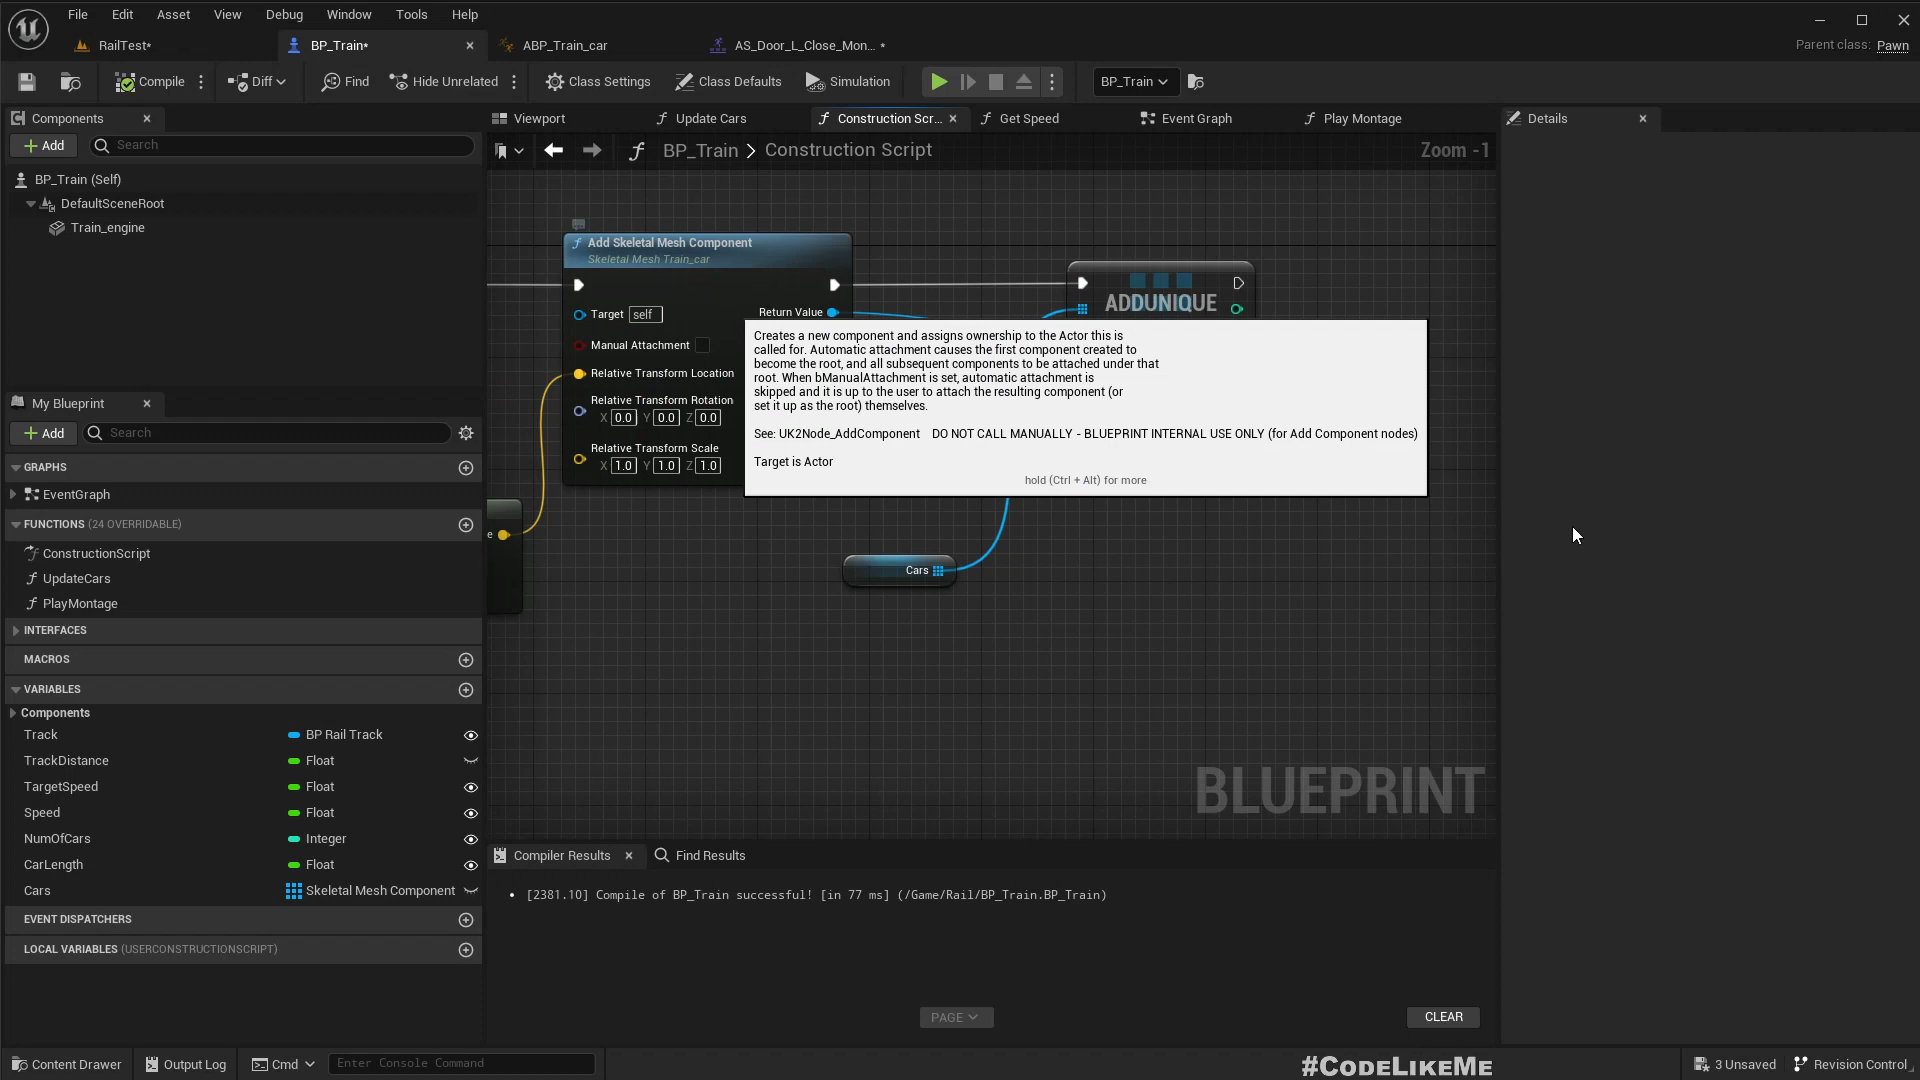 File Edit Asset View Debug Window Tools Help
RailTest* BP_Train* ABP_Train_car AS_Door_L_Close_Mon... *
Parent class: Pawn
Compile Diff Find Hide Unrelated Class Settings Class Defaults Simulation BP_Train
Components
Viewport Update Cars Construction Scr... Get Speed Event Graph Play Montage
Details
Add Search
BP_Train > Construction Script
Zoom -1
BP_Train (Self)
DefaultSceneRoot
Train_engine
Add Skeletal Mesh Component
Skeletal Mesh Train_car
Target self
Return Value
Manual Attachment
Relative Transform Location
Relative Transform Rotation
X 0.0 Y 0.0 Z 0.0
Relative Transform Scale
X 1.0 Y 1.0 Z 1.0
ADDUNIQUE
Creates a new component and assigns ownership to the Actor this is
called for. Automatic attachment causes the first component created to
become the root, and all subsequent components to be attached under that
root. When bManualAttachment is set, automatic attachment is
skipped and it is up to the user to attach the resulting component (or
set it up as the root) themselves.
See: UK2Node_AddComponent DO NOT CALL MANUALLY - BLUEPRINT INTERNAL USE ONLY (for Add Component nodes)
Target is Actor
hold (Ctrl + Alt) for more
e
Cars
BLUEPRINT
My Blueprint
Add Search
GRAPHS
EventGraph
FUNCTIONS (24 OVERRIDABLE)
ConstructionScript
UpdateCars
PlayMontage
INTERFACES
MACROS
VARIABLES
Components
Track BP Rail Track
TrackDistance Float
TargetSpeed Float
Speed Float
NumOfCars Integer
CarLength Float
Cars Skeletal Mesh Component
EVENT DISPATCHERS
LOCAL VARIABLES (USERCONSTRUCTIONSCRIPT)
Compiler Results Find Results
[2381.10] Compile of BP_Train successful! [in 77 ms] (/Game/Rail/BP_Train.BP_Train)
PAGE
CLEAR
Content Drawer Output Log Cmd Enter Console Command
#CODELIKEME
3 Unsaved Revision Control